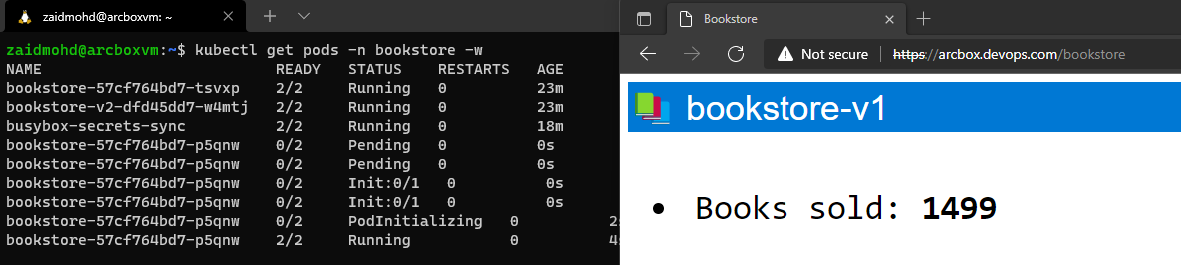 zaidmohd@arcboxvm: ~
zaidmohd@arcboxvm:~$ kubectl get pods -n bookstore -w
NAME READY STATUS RESTARTS AGE
bookstore-57cf764bd7-tsvxp 2/2 Running 0 23m
bookstore-v2-dfd45dd7-w4mtj 2/2 Running 0 23m
busybox-secrets-sync 2/2 Running 0 18m
bookstore-57cf764bd7-p5qnw 0/2 Pending 0 0s
bookstore-57cf764bd7-p5qnw 0/2 Pending 0 0s
bookstore-57cf764bd7-p5qnw 0/2 Init:0/1 0 0s
bookstore-57cf764bd7-p5qnw 0/2 Init:0/1 0 0s
bookstore-57cf764bd7-p5qnw 0/2 PodInitializing 0 2s
bookstore-57cf764bd7-p5qnw 2/2 Running 0 4s
Bookstore
Not secure https://arcbox.devops.com/bookstore
bookstore-v1
• Books sold: 1499